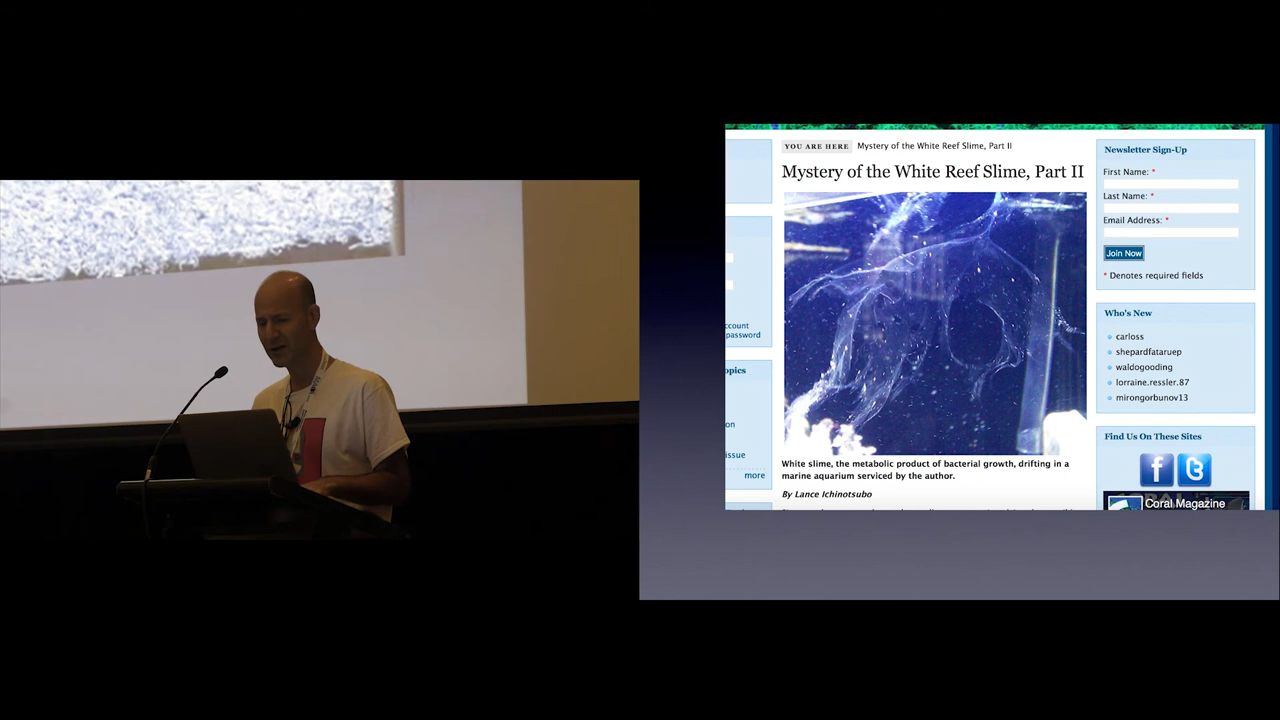 YOU ARE HERE Mystery of the White Reef Slime, Part II
Mystery of the White Reef Slime, Part II
White slime, the metabolic product of bacterial growth, drifting in a
marine aquarium serviced by the author.
By Lance Ichinotsubo
ccount
password
opics
on
issue
more
Newsletter Sign-Up
First Name: *
Last Name: *
Email Address: *
Join Now
* Denotes required fields
Who's New
carloss
shepardfataruep
waldogooding
lorraine.ressler.87
mirongorbunov13
Find Us On These Sites
f t
Coral Magazine